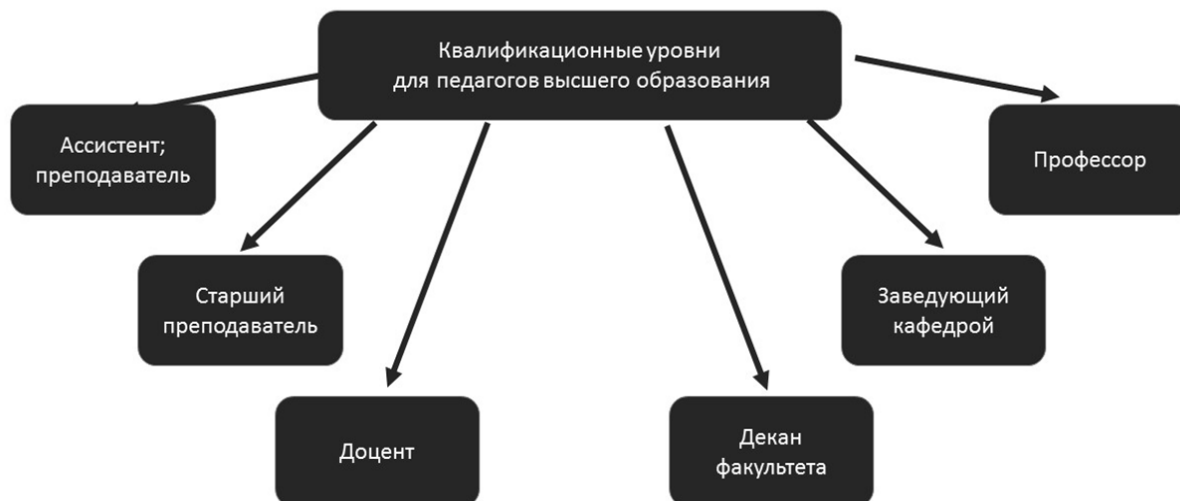 Квалификационные уровни
для педагогов высшего образования
Ассистент;
преподаватель
Профессор
Старший
преподаватель
Заведующий
кафедрой
Доцент
Декан
факультета